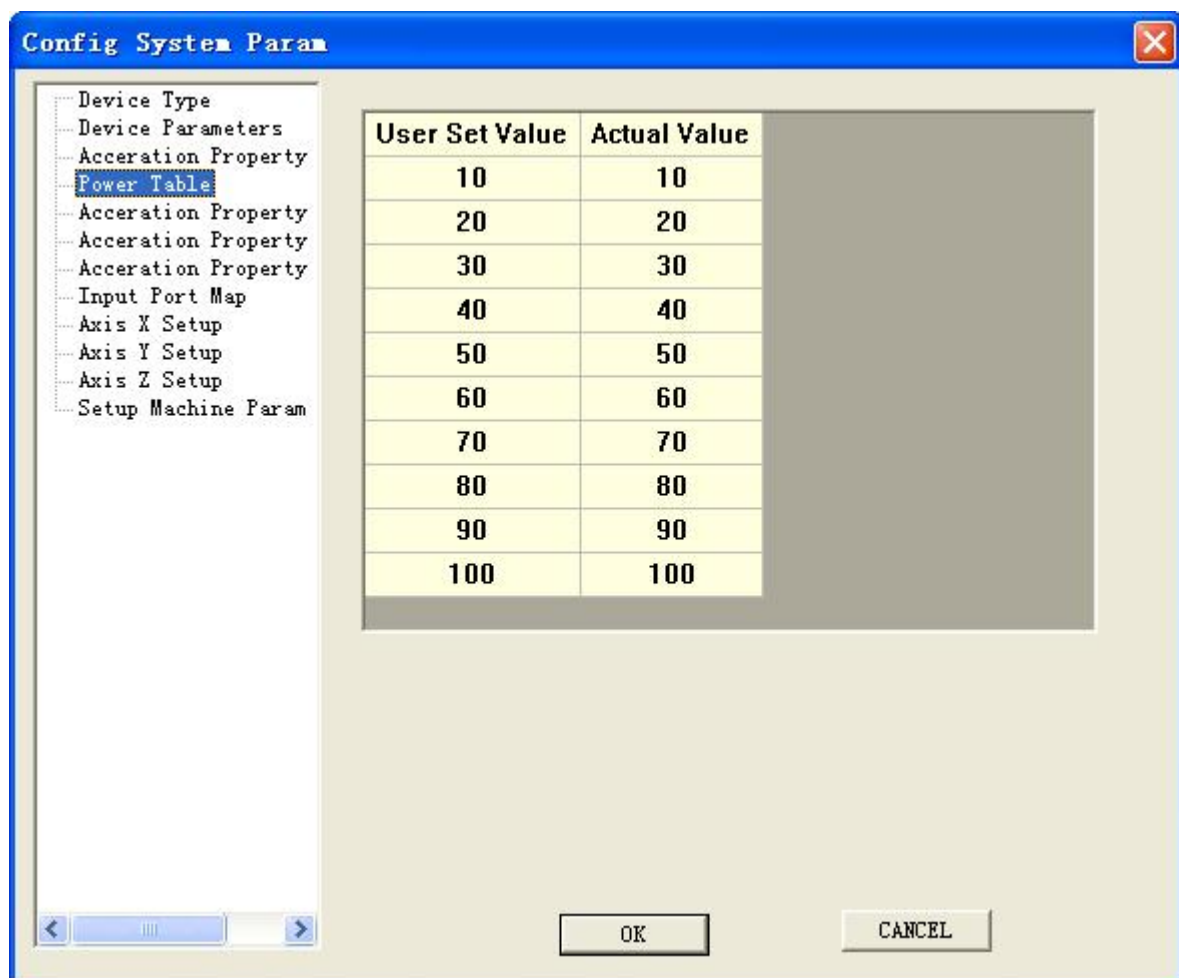 Config System Param
Device Type
Device Parameters
Acceration Property
Power Table
Acceration Property
Acceration Property
Acceration Property
Input Port Map
Axis X Setup
Axis Y Setup
Axis Z Setup
Setup Machine Param
User Set Value Actual Value
10 10
20 20
30 30
40 40
50 50
60 60
70 70
80 80
90 90
100 100
OK CANCEL